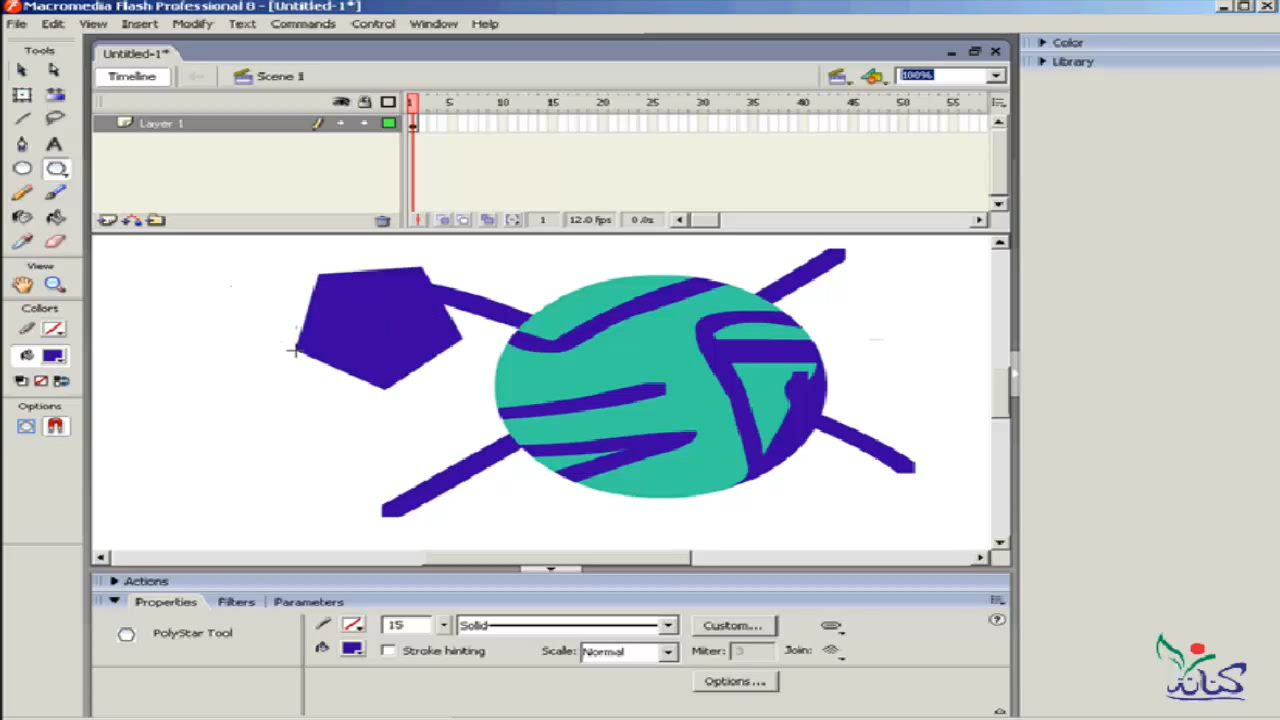 Macromedia Flash Professional 8 - [Untitled-1*]
File Edit View Insert Modify Text Commands Control Window Help
Tools
Untitled-1*
Timeline Scene 1 100%
Color
Library
1 5 10 15 20 25 30 35 40 45 50 55
Layer 1
1 12.0 fps 0.0s
View
Colors
Options
Actions
Properties Filters Parameters
PolyStar Tool
15 Solid Custom...
Stroke hinting Scale: Normal Miter: 3 Join:
Options...
كناند